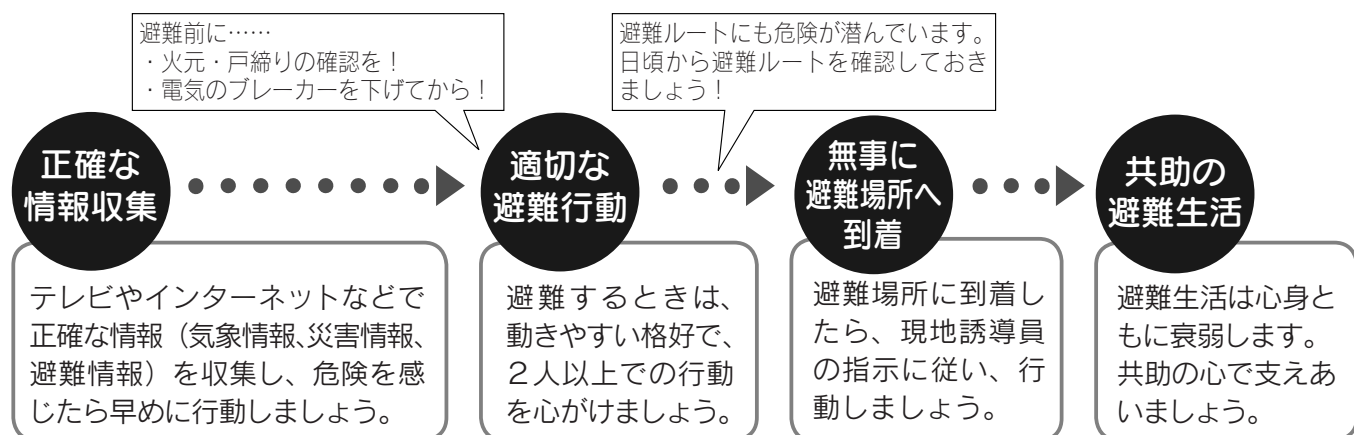 避難前に……
・火元・戸締りの確認を！
・電気のブレーカーを下げてから！
避難ルートにも危険が潜んでいます。
日頃から避難ルートを確認しておき
ましょう！
正確な
情報収集
適切な
避難行動
無事に
避難場所へ
到着
共助の
避難生活
テレビやインターネットなどで
正確な情報（気象情報、災害情報、
避難情報）を収集し、危険を感
じたら早めに行動しましょう。
避難するときは、
動きやすい格好で、
２人以上での行動
を心がけましょう。
避難場所に到着し
たら、現地誘導員
の指示に従い、行
動しましょう。
避難生活は心身と
もに衰弱します。
共助の心で支えあ
いましょう。